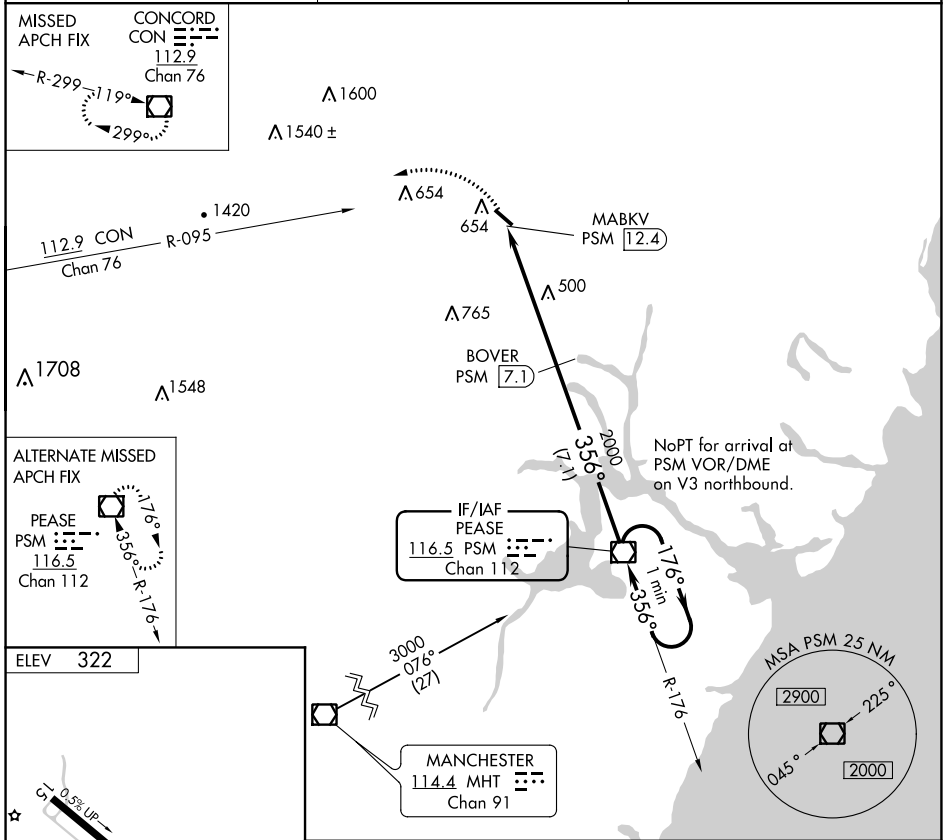 MISSED
APCH FIX
CONCORD
CON
112.9
Chan 76
R-299
119°
299°
1600
1540 ±
654
654
1420
112.9 CON
Chan 76
R-095
MABKV
PSM 12.4
500
765
BOVER
PSM 7.1
1708
1548
2000
356°
(7.1)
NoPT for arrival at
PSM VOR/DME
on V3 northbound.
ALTERNATE MISSED
APCH FIX
PEASE
PSM
116.5
Chan 112
176°
356°
R-176
IF/IAF
PEASE
116.5 PSM
Chan 112
176°
1 min
356°
R-176
3000
076°
(27)
MANCHESTER
114.4 MHT
Chan 91
MSA PSM 25 NM
2900
225°
045°
2000
ELEV 322
15
0.5% UP